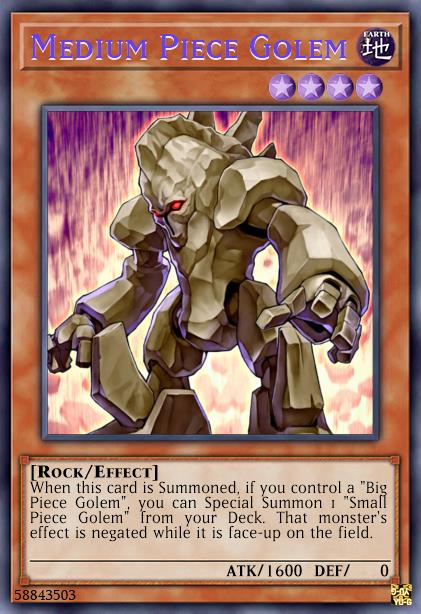 Medium Piece Golem
EARTH
地
[Rock/Effect]
When this card is Summoned, if you control a "Big
Piece Golem", you can Special Summon 1 "Small
Piece Golem" from your Deck. That monster's
effect is negated while it is face-up on the field.
ATK/1600 DEF/ 0
58843503